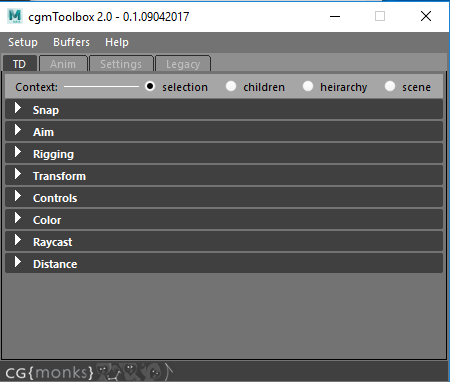 cgmToolbox 2.0 - 0.1.09042017
Setup Buffers Help
TD Anim Settings Legacy
Context: selection children heirarchy scene
Snap
Aim
Rigging
Transform
Controls
Color
Raycast
Distance
CG{monks}